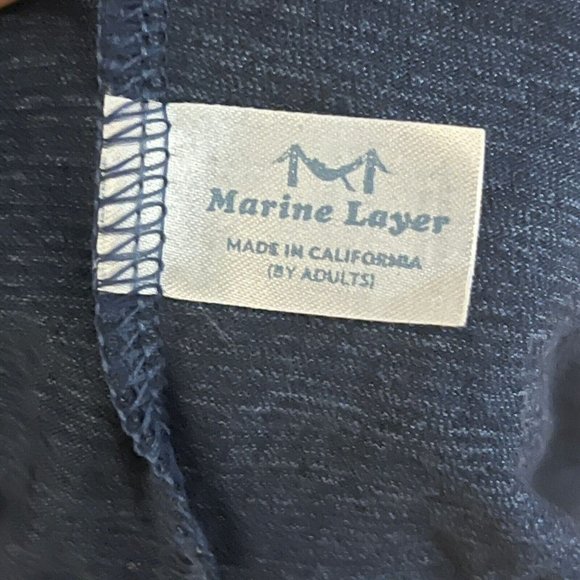 Marine Layer
MADE IN CALIFORNIA
(BY ADULTS)